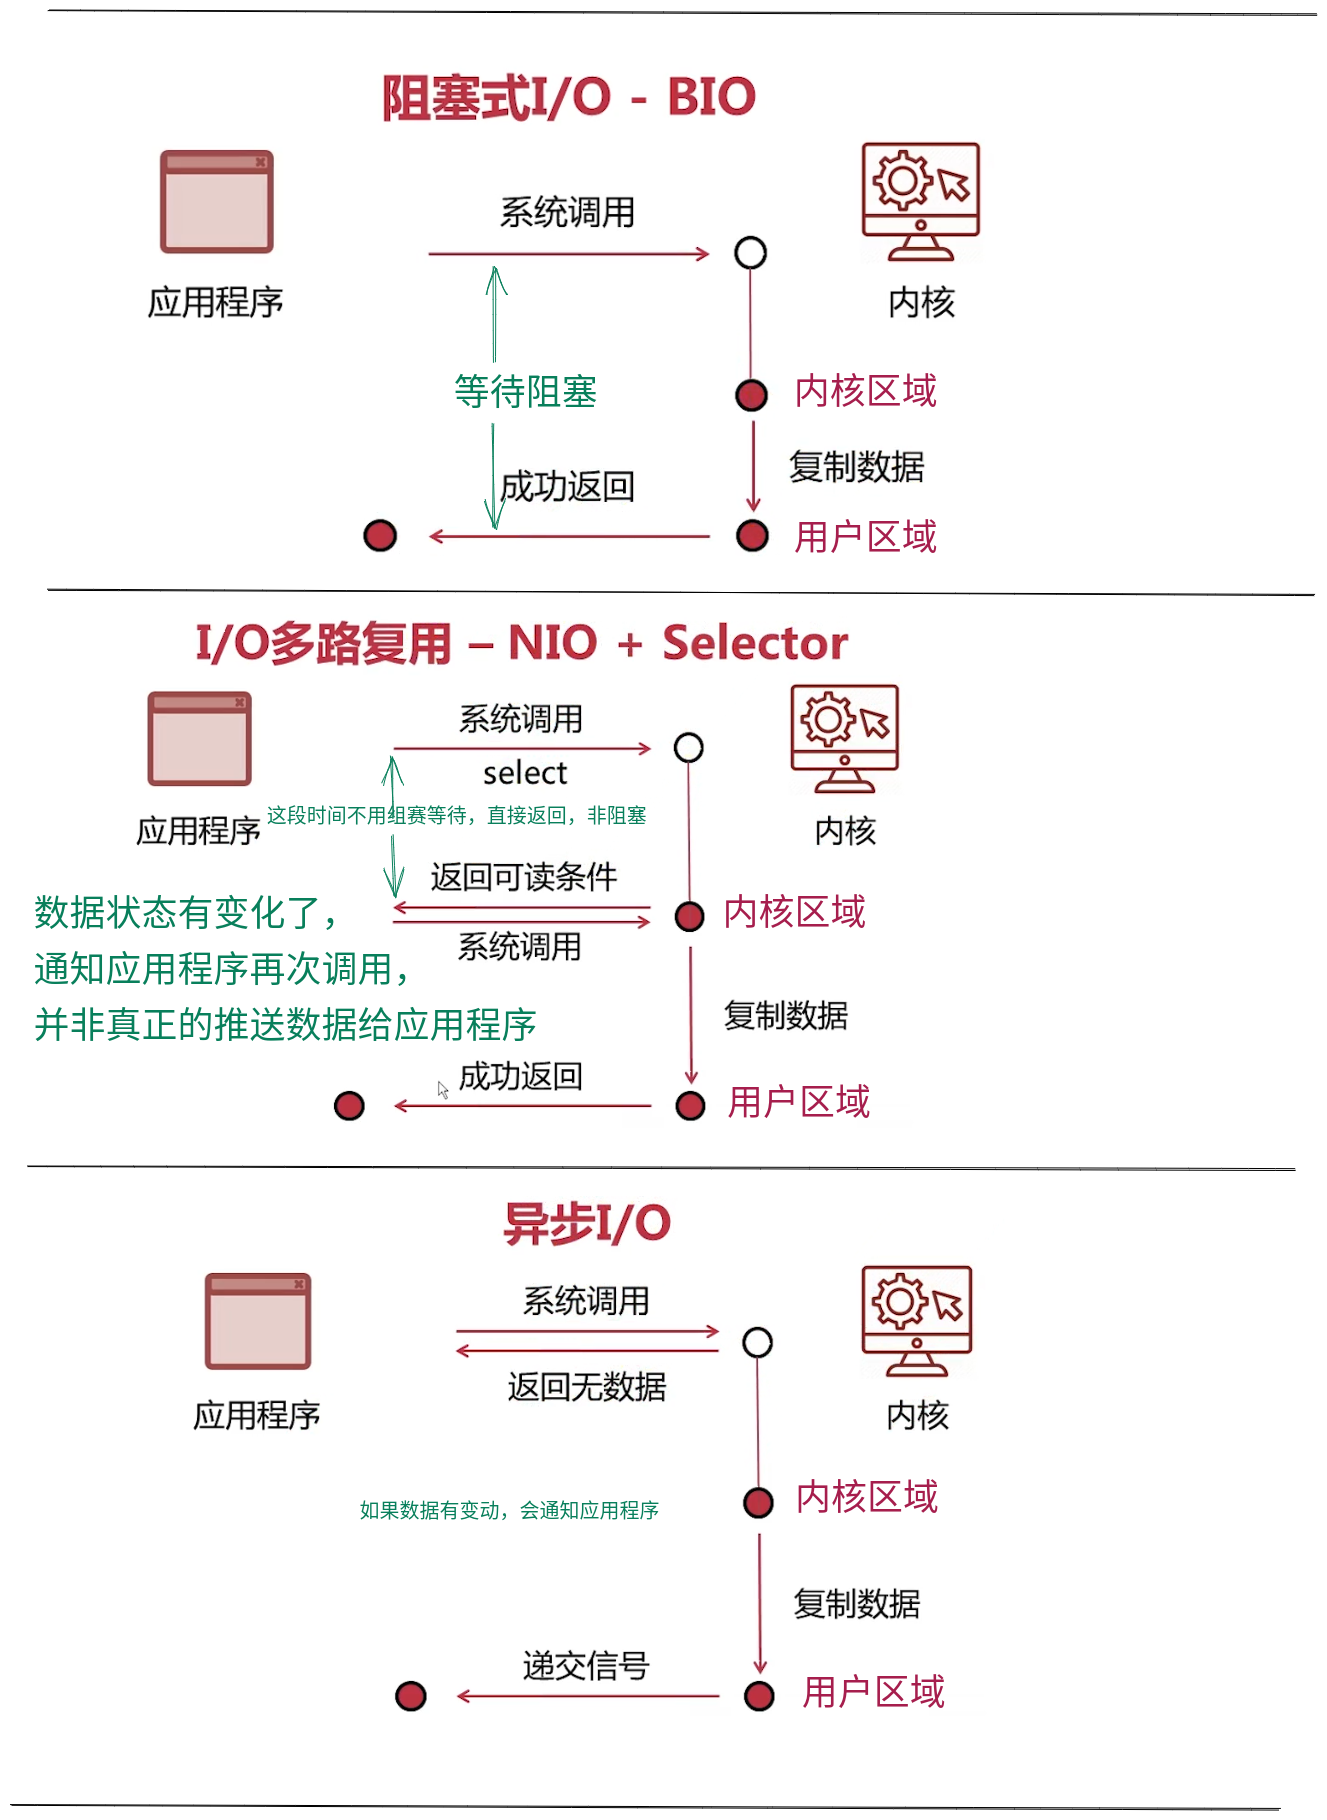 阻塞式I/O - BIO
系统调用
应用程序
内核
等待阻塞
内核区域
复制数据
成功返回
用户区域
I/O多路复用 – NIO + Selector
系统调用
select
这段时间不用组赛等待，直接返回，非阻塞
应用程序
内核
返回可读条件
数据状态有变化了，
内核区域
系统调用
通知应用程序再次调用，
复制数据
并非真正的推送数据给应用程序
成功返回
用户区域
异步I/O
系统调用
返回无数据
应用程序
内核
内核区域
如果数据有变动，会通知应用程序
复制数据
递交信号
用户区域